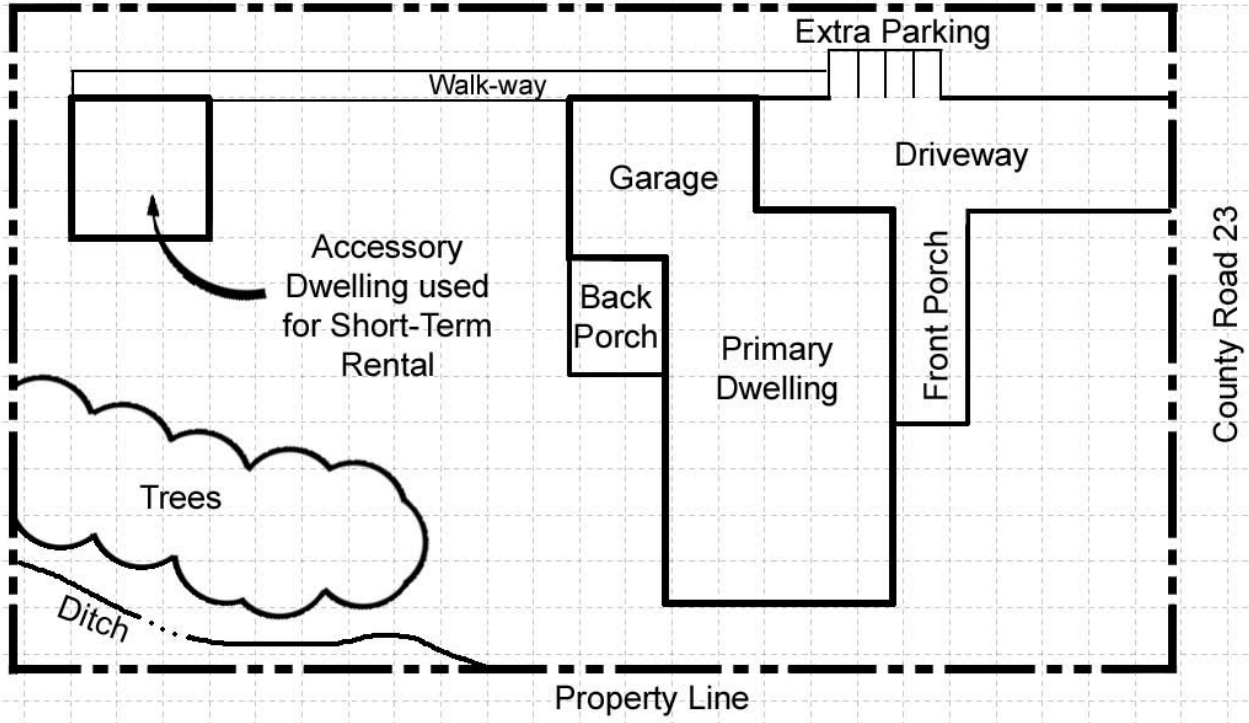 Extra Parking
Walk-way
Driveway
Garage
Accessory
Dwelling used
for Short-Term
Rental
Back
Porch
Primary
Dwelling
Front Porch
County Road 23
Trees
Ditch
Property Line